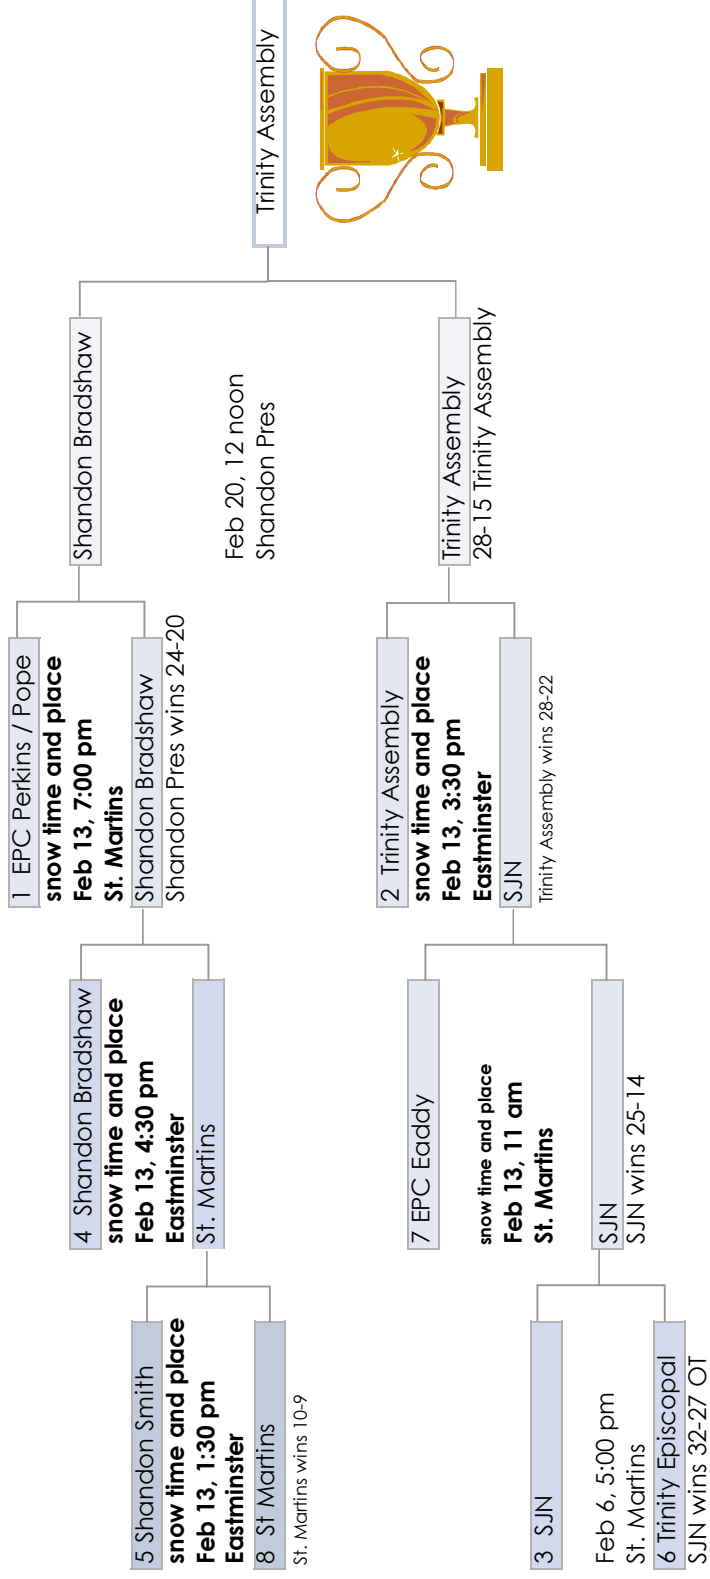 5 Shandon Smith
snow time and place
Feb 13, 1:30 pm
Eastminster
8 St Martins
St. Martins wins 10-9
3 SJN
Feb 6, 5:00 pm
St. Martins
6 Trinity Episcopal
SJN wins 32-27 OT
4 Shandon Bradshaw
snow time and place
Feb 13, 4:30 pm
Eastminster
St. Martins
7 EPC Eaddy
snow time and place
Feb 13, 11 am
St. Martins
SJN
SJN wins 25-14
1 EPC Perkins / Pope
snow time and place
Feb 13, 7:00 pm
St. Martins
Shandon Bradshaw
Shandon Pres wins 24-20
2 Trinity Assembly
snow time and place
Feb 13, 3:30 pm
Eastminster
SJN
Trinity Assembly wins 28-22
Shandon Bradshaw
Feb 20, 12 noon
Shandon Pres
Trinity Assembly
28-15 Trinity Assembly
Trinity Assembly